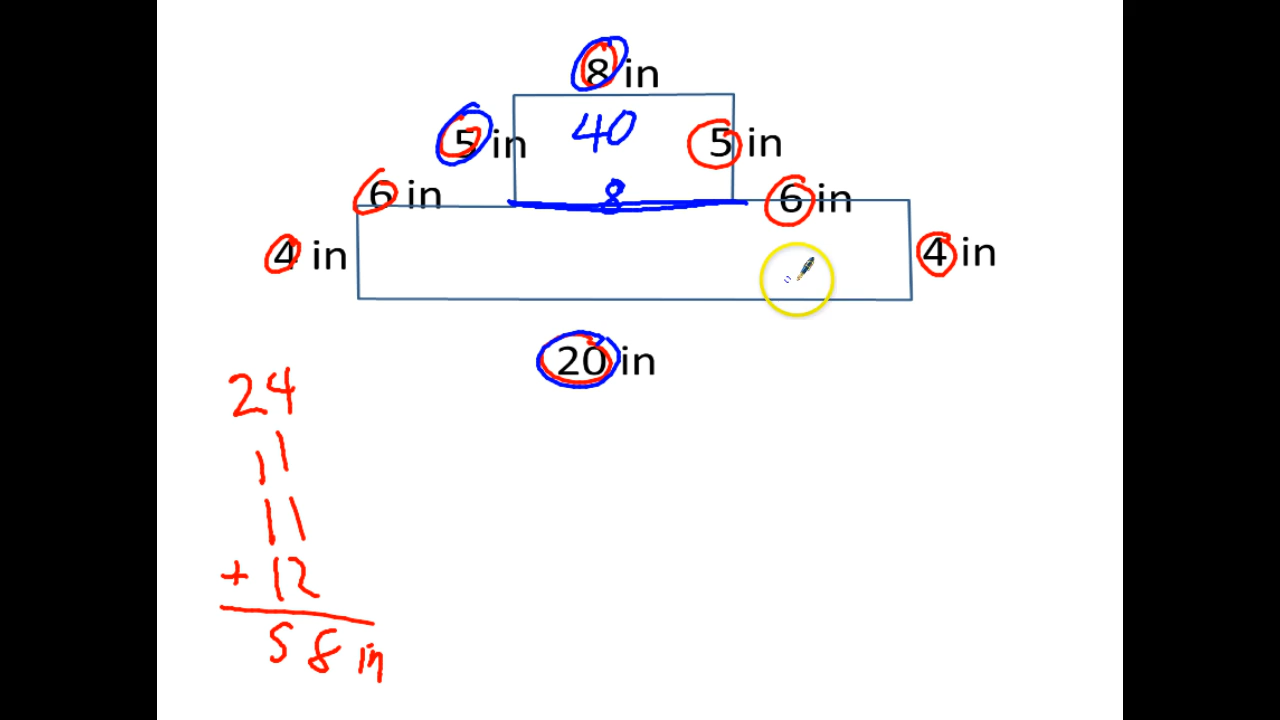 8 in
5 in 40 5 in
6 in 8 6 in
4 in 4 in
20 in
24
11
11
+ 12
58 in